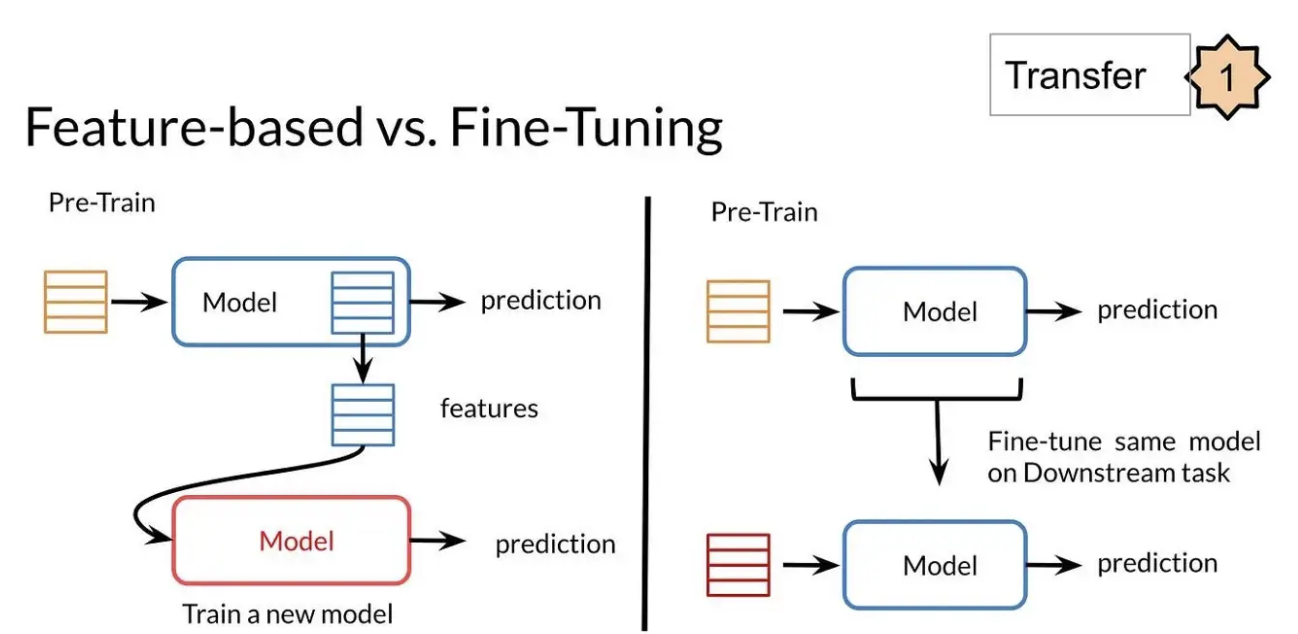 Transfer 1
Feature-based vs. Fine-Tuning
Pre-Train
Model
prediction
features
Model
prediction
Train a new model
Pre-Train
Model
prediction
Fine-tune same model
on Downstream task
Model
prediction